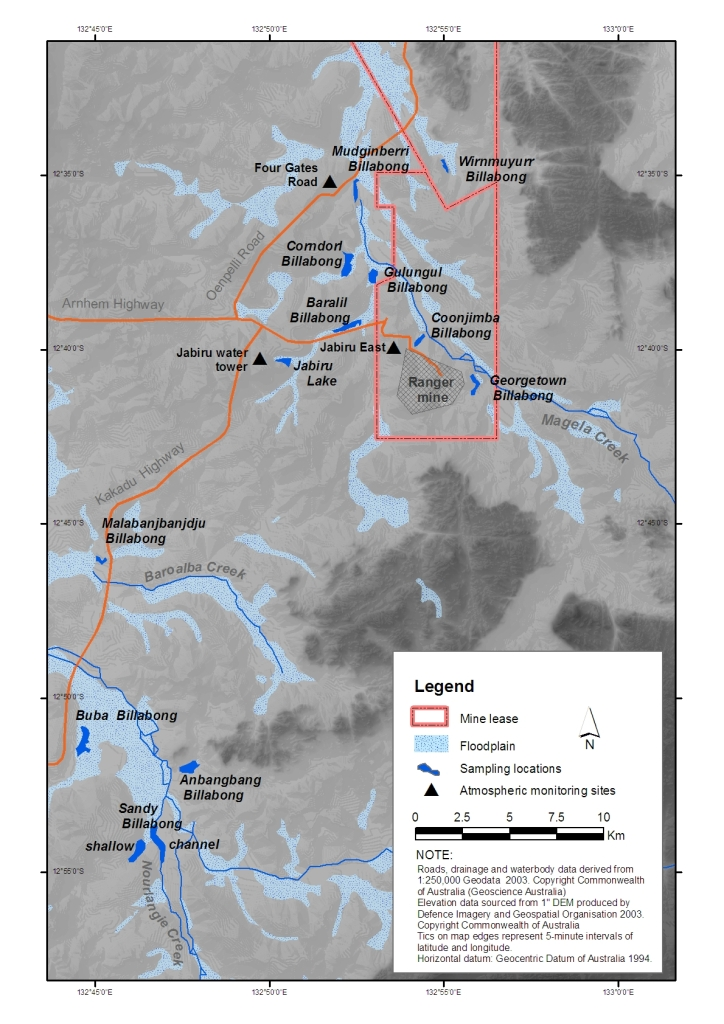 132°45'0"E 132°50'0"E 132°55'0"E 133°0'0"E
Mudginberri
Billabong
Wirnmuyurr
Billabong
Four Gates
Road
12°35'0"S 12°35'0"S
Corndorl
Billabong
Oenpelli Road
Gulungul
Billabong
Arnhem Highway
Baralil
Billabong
Coonjimba
Billabong
12°40'0"S 12°40'0"S
Jabiru water
tower
Jabiru East
Jabiru
Lake
Ranger
mine
Georgetown
Billabong
Magela Creek
Kakadu Highway
12°45'0"S 12°45'0"S
Malabanjbanjdju
Billabong
Baroalba Creek
12°50'0"S 12°50'0"S
Buba Billabong
Anbangbang
Billabong
Sandy
Billabong
shallow channel
12°55'0"S 12°55'0"S
Nourlangie Creek
Legend
Mine lease
Floodplain
N
Sampling locations
Atmospheric monitoring sites
0 2.5 5 7.5 10
Km
NOTE:
Roads, drainage and waterbody data derived from
1:250,000 Geodata 2003. Copyright Commonwealth
of Australia (Geoscience Australia)
Elevation data sourced from 1" DEM produced by
Defence Imagery and Geospatial Organisation 2003.
Copyright Commonwealth of Australia
Tics on map edges represent 5-minute intervals of
latitude and longitude.
Horizontal datum: Geocentric Datum of Australia 1994.
132°45'0"E 132°50'0"E 132°55'0"E 133°0'0"E